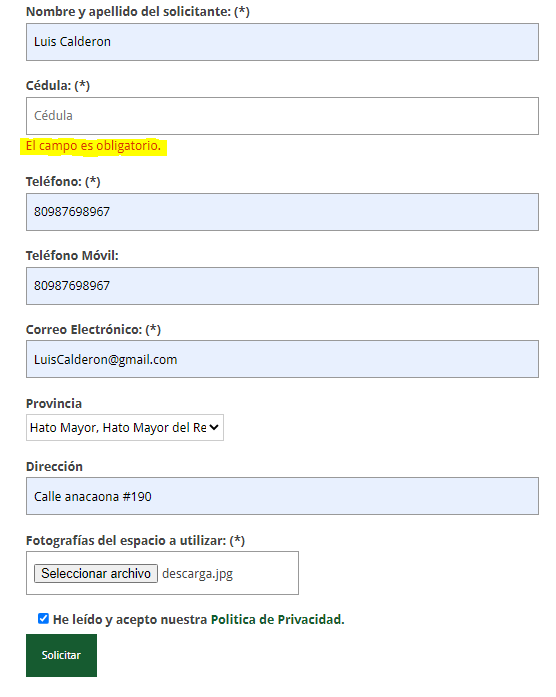 Nombre y apellido del solicitante: (*)
Luis Calderon
Cédula: (*)
Cédula
El campo es obligatorio.
Teléfono: (*)
80987698967
Teléfono Móvil:
80987698967
Correo Electrónico: (*)
LuisCalderon@gmail.com
Provincia
Hato Mayor, Hato Mayor del Re
Dirección
Calle anacaona #190
Fotografías del espacio a utilizar: (*)
Seleccionar archivo descarga.jpg
He leído y acepto nuestra Politica de Privacidad.
Solicitar